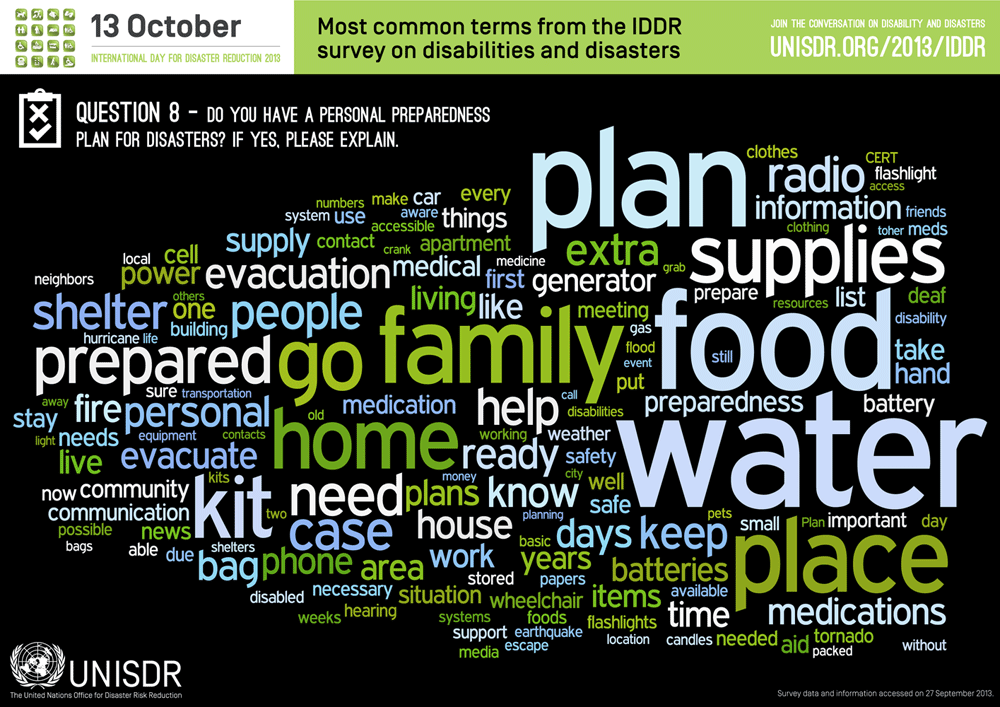 13 October
INTERNATIONAL DAY FOR DISASTER REDUCTION 2013
Most common terms from the IDDR
survey on disabilities and disasters
JOIN THE CONVERSATION ON DISABILITY AND DISASTERS
UNISDR.ORG/2013/IDDR
QUESTION 8 - DO YOU HAVE A PERSONAL PREPAREDNESS
PLAN FOR DISASTERS? IF YES, PLEASE EXPLAIN.
plan clothes CERT
radio flashlight
access
numbers make car every
information friends
system use aware things
accessible clothing toher meds
supply contact crank apartment extra supplies
local cell
neighbors power evacuation medical medicine first generator grab
prepare resources list deaf
others
shelter one people living like meeting food disability
hurricane life building
family gas
prepared go flood event still take
put hand
sure transportation
away fire personal old medication help call disabilities preparedness battery
stay
light needs equipment contacts home working weather water
live evacuate ready safety
kits money city
now community kit need plans know well
communication two planning safe pets
possible news case house days keep small Plan important day
bags able due shelters basic
bag phone area work years place
stored papers batteries
disabled necessary situation wheelchair items available time medications
weeks hearing systems foods flashlights
support earthquake location candles needed aid tornado
media escape packed without
UNISDR
The United Nations Office for Disaster Risk Reduction
Survey data and information accessed on 27 September 2013.